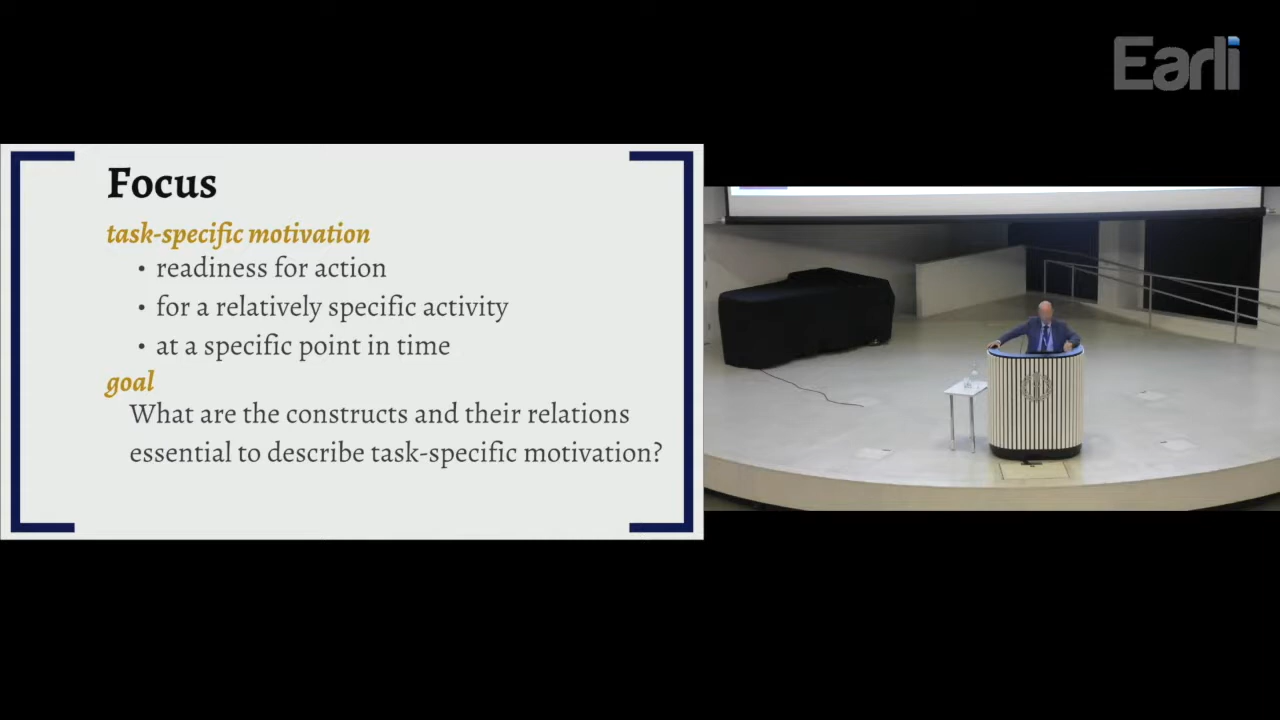 Earli
Focus
task-specific motivation
• readiness for action
• for a relatively specific activity
• at a specific point in time
goal
What are the constructs and their relations
essential to describe task-specific motivation?